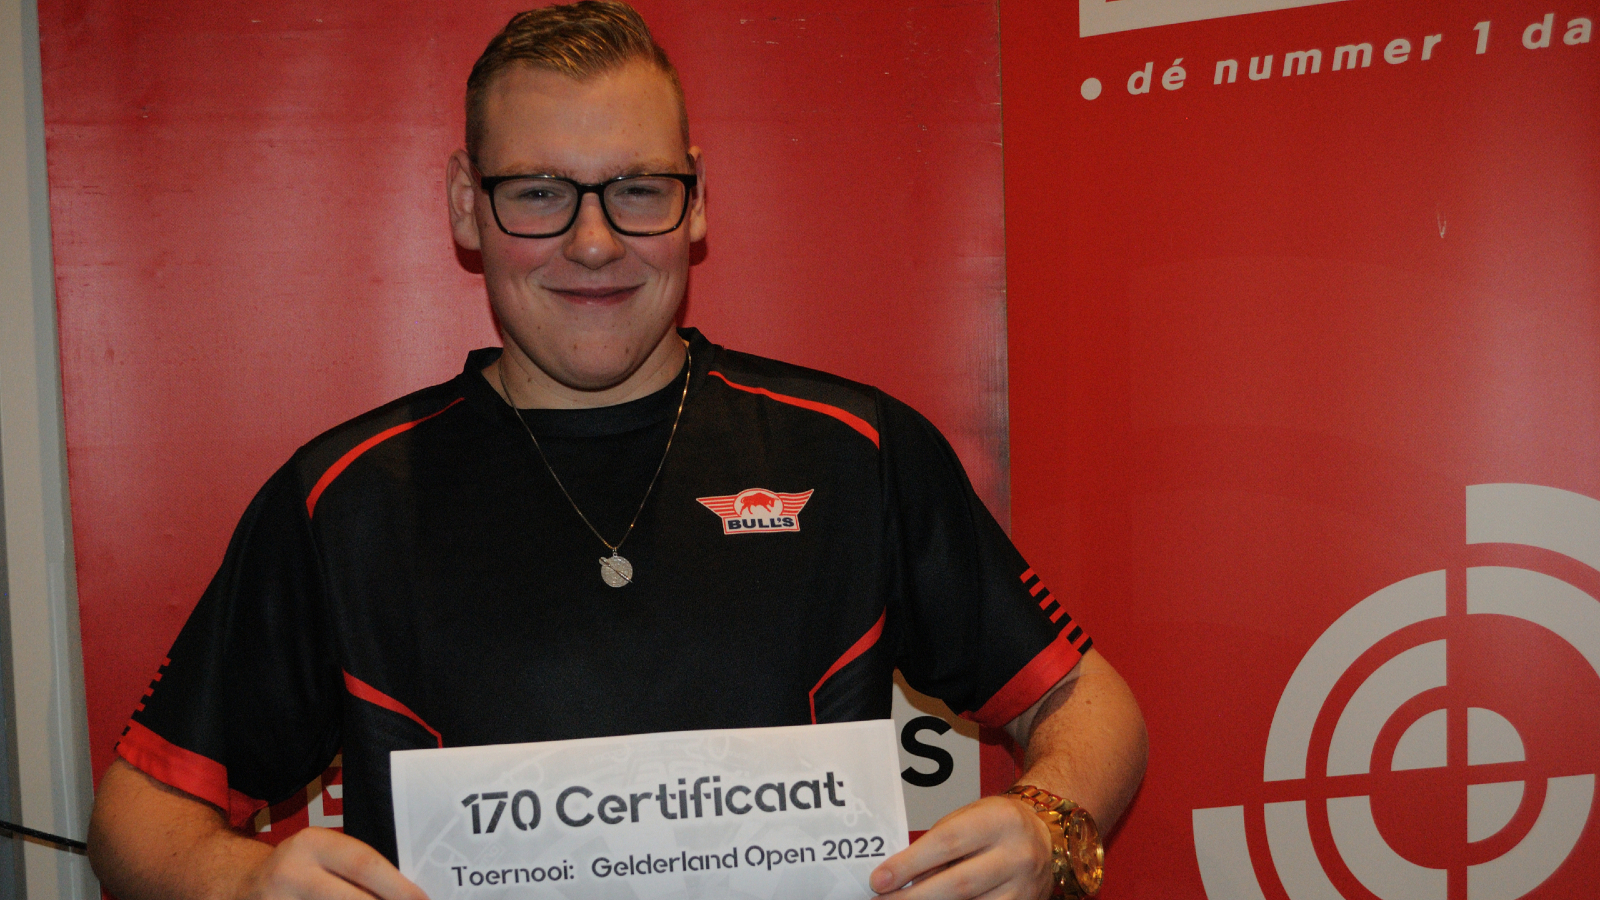 • dé nummer 1 da
BULL'S
S
170 Certificaat
Toernooi: Gelderland Open 2022